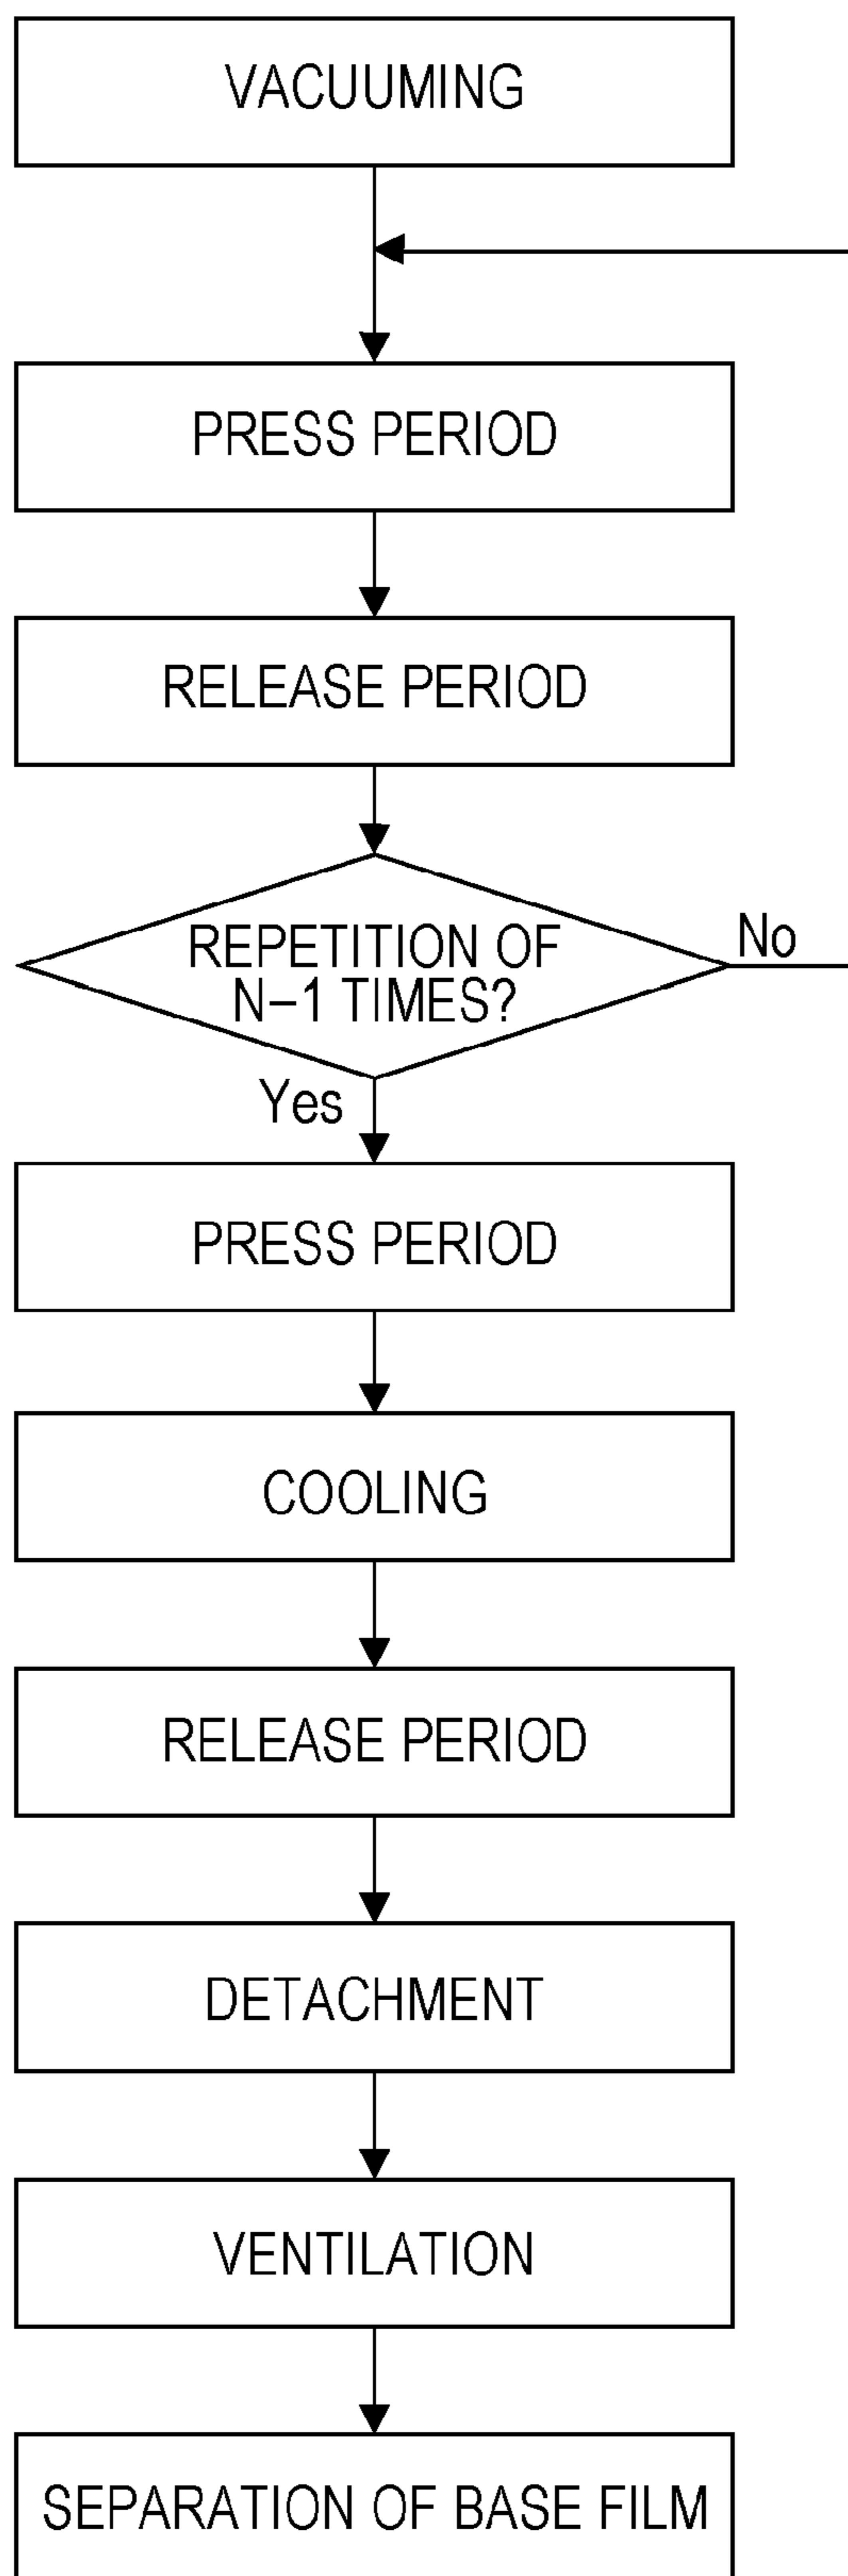 VACUUMING
PRESS PERIOD
RELEASE PERIOD
REPETITION OF
N–1 TIMES?
No
Yes
PRESS PERIOD
COOLING
RELEASE PERIOD
DETACHMENT
VENTILATION
SEPARATION OF BASE FILM